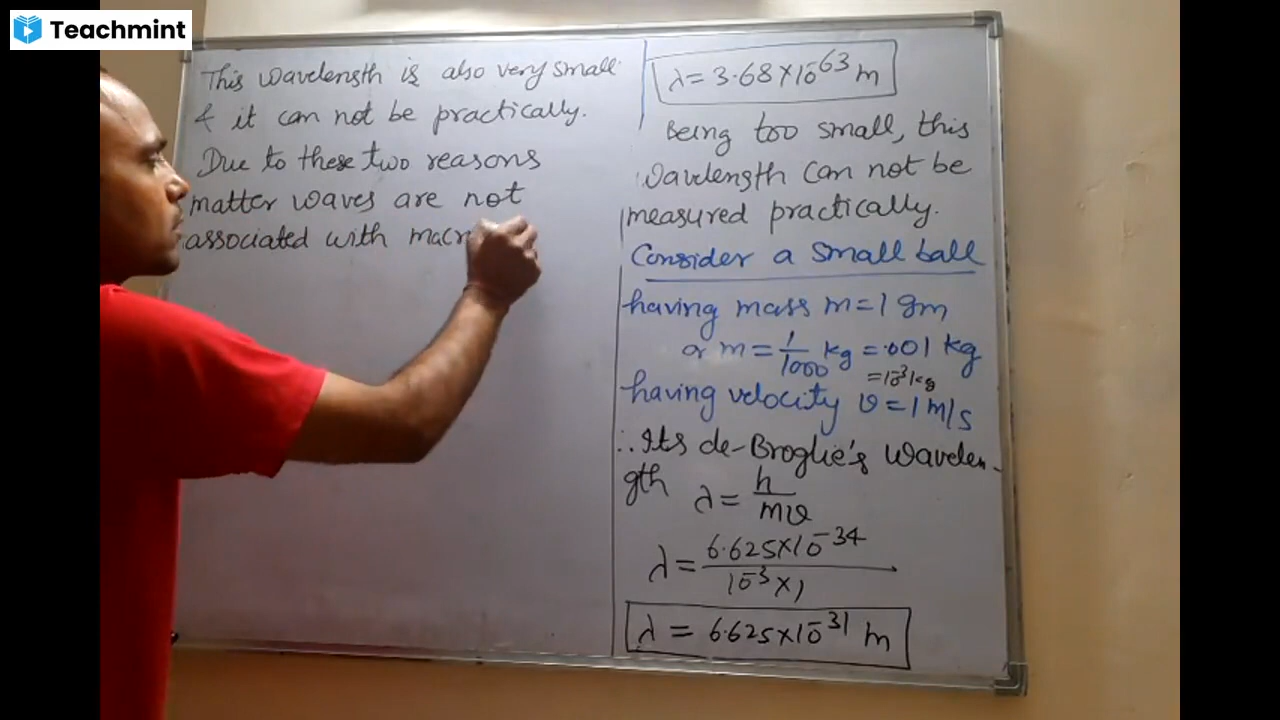 Teachmint
This wavelength is also very small
& it can not be practically.
Due to these two reasons
matter waves are not
associated with macr
λ = 3.68 × 10⁻⁶³ m
Being too small, this
wavelength can not be
measured practically.
Consider a small ball
having mass m = 1 gm
or m = 1/1000 kg = .001 kg
= 10⁻³ kg
having velocity v = 1 m/s
∴ Its de-Broglie's wavelen-
gth λ = h/mv
λ = 6.625 × 10⁻³⁴ / 10⁻³ × 1
λ = 6.625 × 10⁻³¹ m